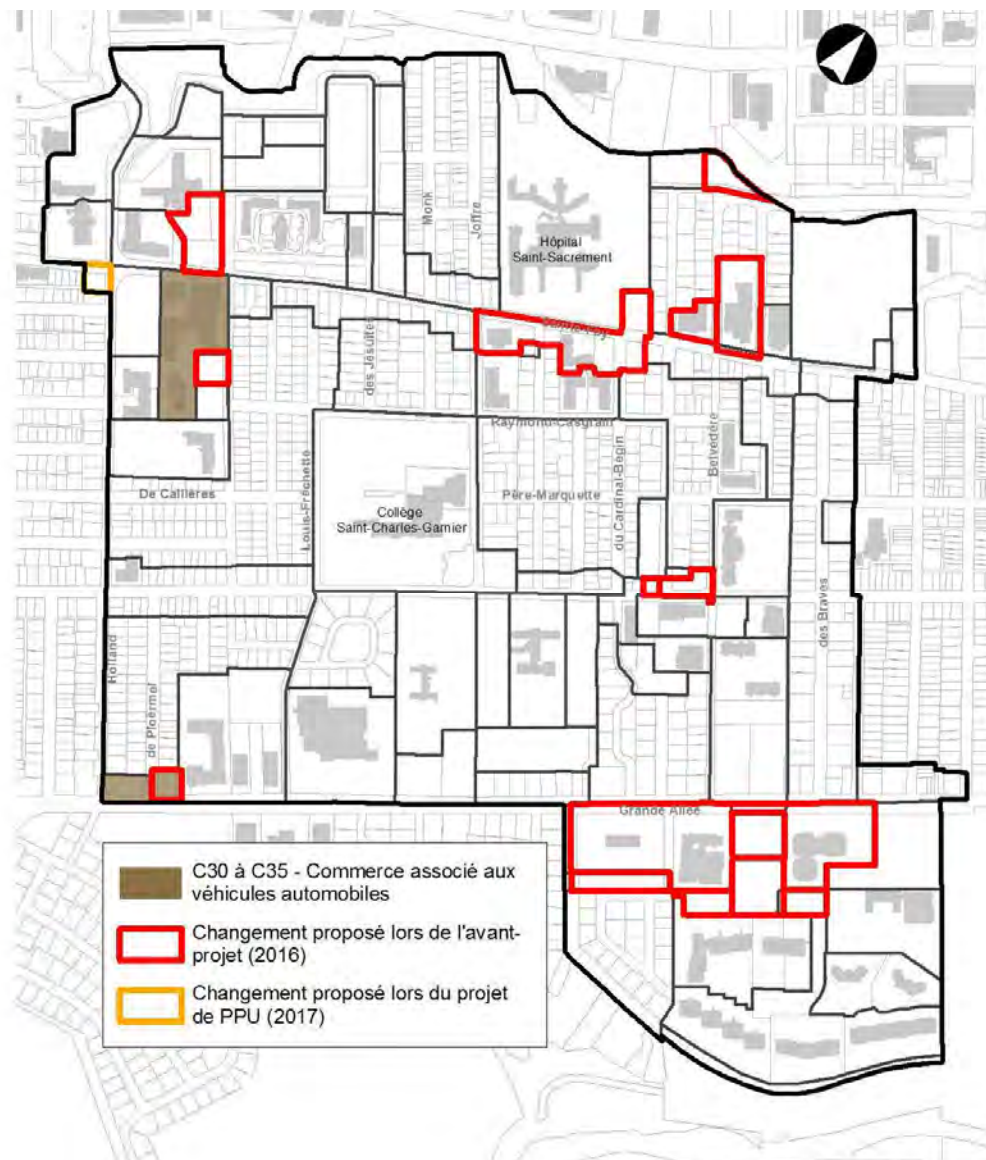 Monk
Joffre
Hôpital
Saint-Sacrement
Sainte-Foy
des Jésuites
Raymond-Casgrain
Belvédère
De Callières
Louis-Fréchette
Collège
Saint-Charles-Garnier
Père-Marquette
du Cardinal-Bégin
des Braves
Holland
de Ploërmel
Grande Allée
C30 à C35 - Commerce associé aux
véhicules automobiles
Changement proposé lors de l'avant-
projet (2016)
Changement proposé lors du projet
de PPU (2017)